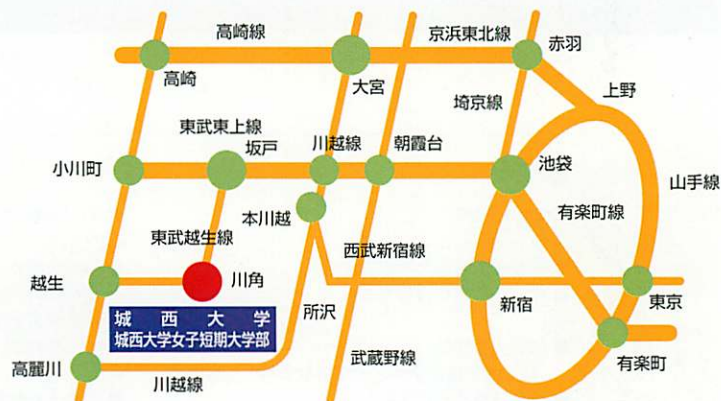 高崎線
京浜東北線
赤羽
高崎
大宮
上野
埼京線
東武東上線
坂戸
川越線
朝霞台
小川町
池袋
山手線
本川越
有楽町線
東武越生線
西武新宿線
越生
川角
所沢
新宿
東京
城西大学
城西大学女子短期大学部
武蔵野線
有楽町
高麗川
川越線